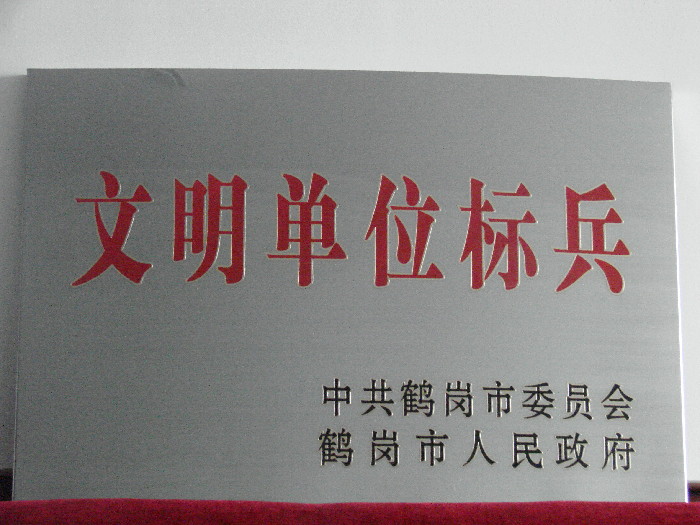 文明单位标兵
中共鹤岗市委员会
鹤岗市人民政府